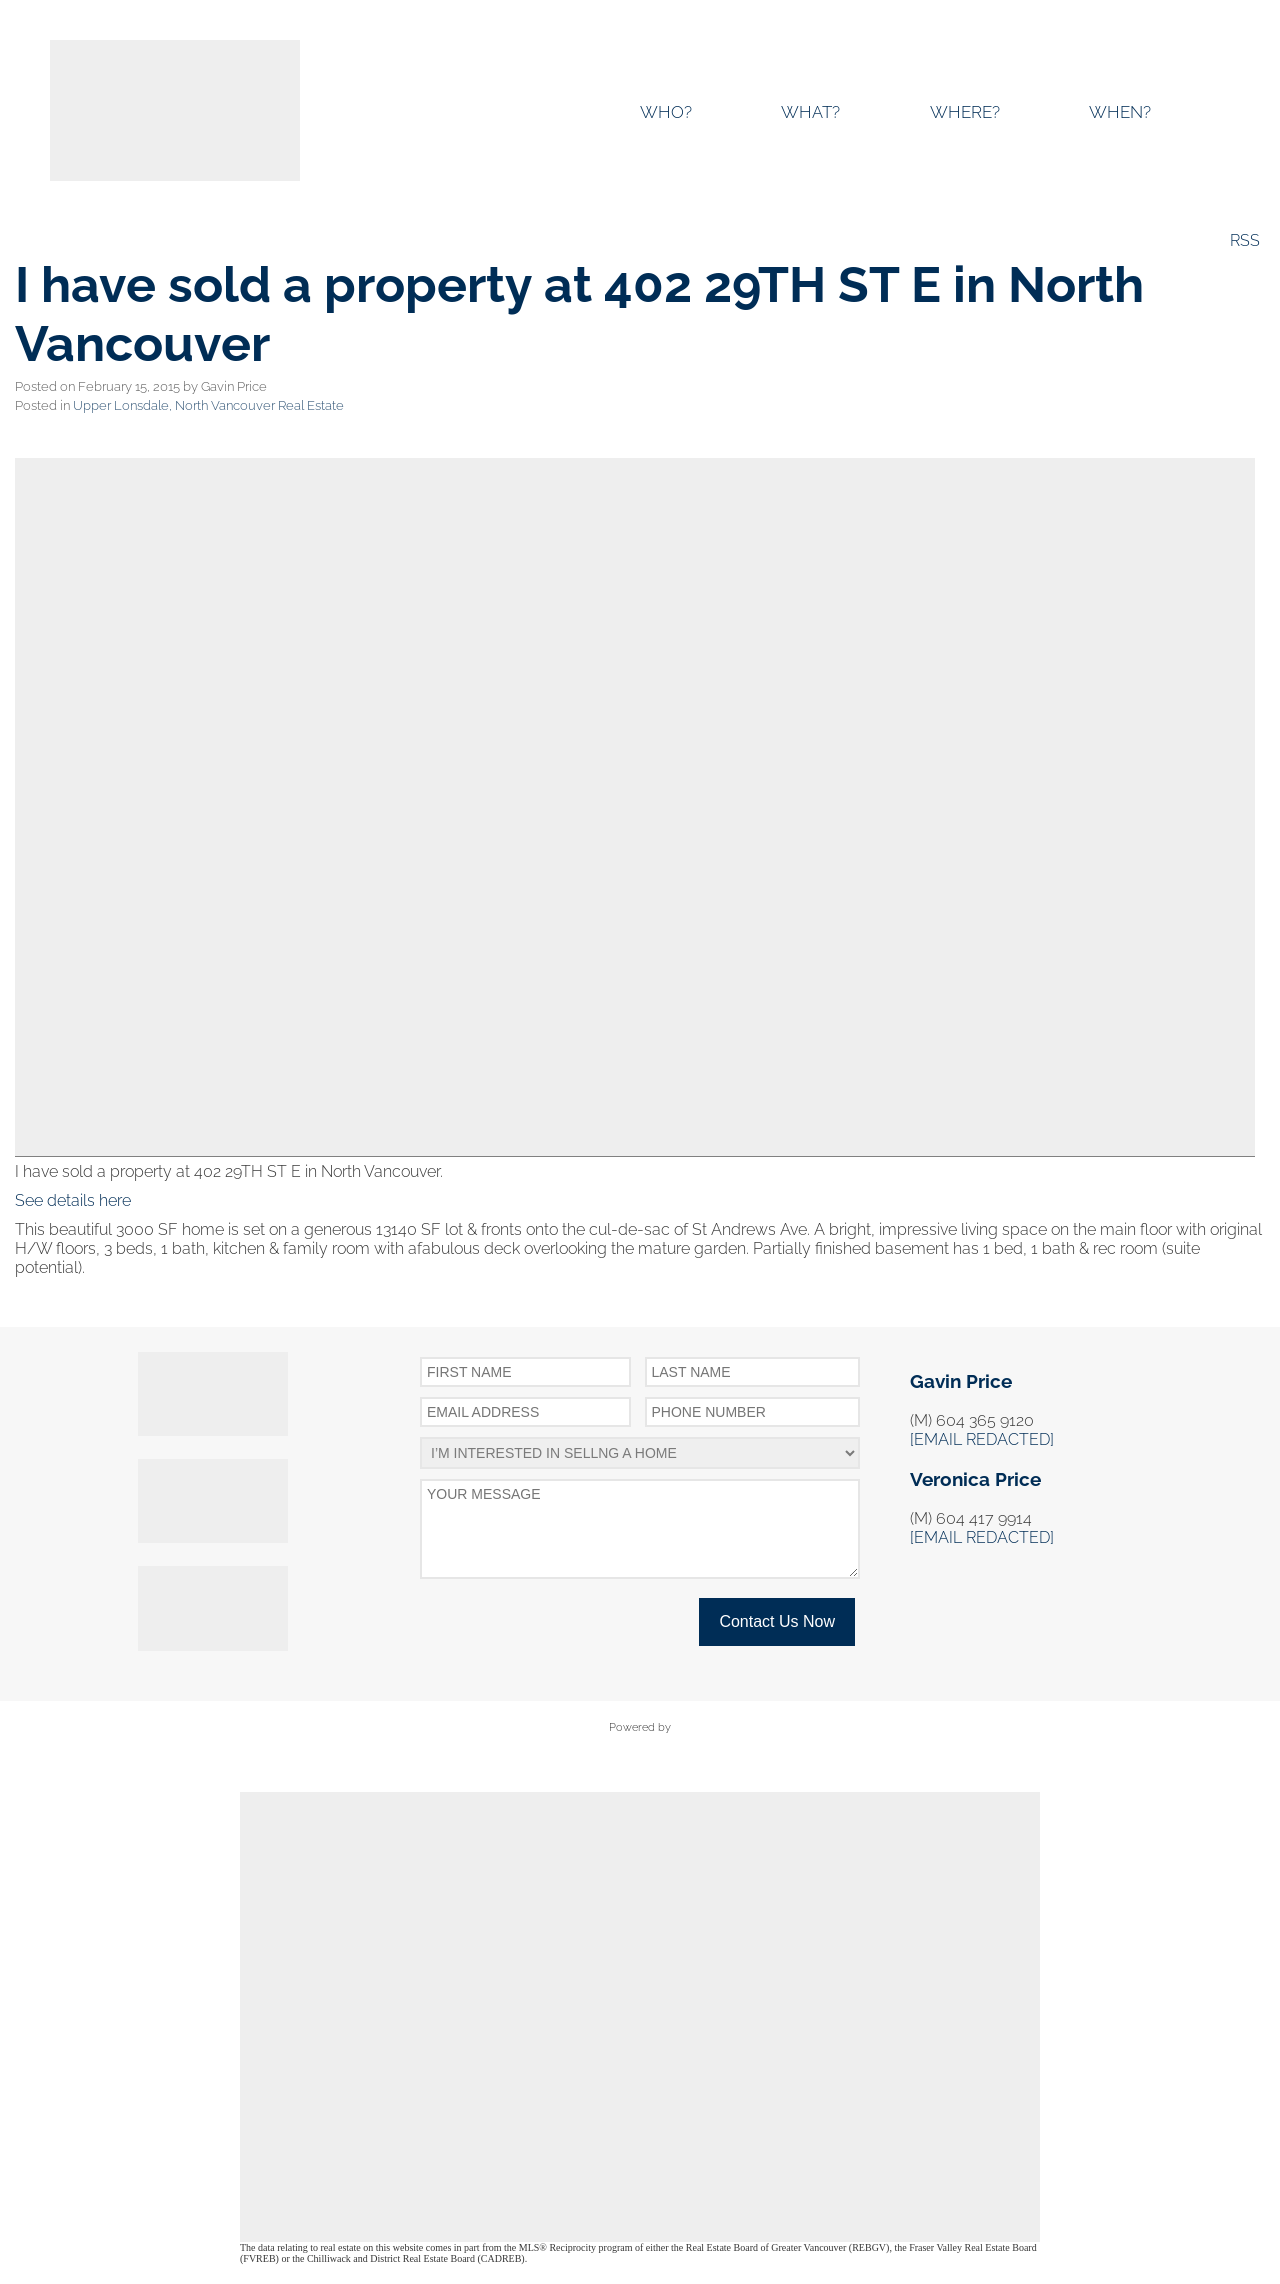 WHO? WHAT? WHERE? WHEN?
RSS
I have sold a property at 402 29TH ST E in North
Vancouver
Posted on February 15, 2015 by Gavin Price
Posted in Upper Lonsdale, North Vancouver Real Estate
I have sold a property at 402 29TH ST E in North Vancouver.
See details here
This beautiful 3000 SF home is set on a generous 13140 SF lot & fronts onto the cul-de-sac of St Andrews Ave. A bright, impressive living space on the main floor with original
H/W floors, 3 beds, 1 bath, kitchen & family room with afabulous deck overlooking the mature garden. Partially finished basement has 1 bed, 1 bath & rec room (suite
potential).
FIRST NAME LAST NAME
EMAIL ADDRESS PHONE NUMBER
I'M INTERESTED IN SELLNG A HOME
YOUR MESSAGE
Contact Us Now
Gavin Price
(M) 604 365 9120
[EMAIL REDACTED]
Veronica Price
(M) 604 417 9914
[EMAIL REDACTED]
Powered by
The data relating to real estate on this website comes in part from the MLS® Reciprocity program of either the Real Estate Board of Greater Vancouver (REBGV), the Fraser Valley Real Estate Board
(FVREB) or the Chilliwack and District Real Estate Board (CADREB).